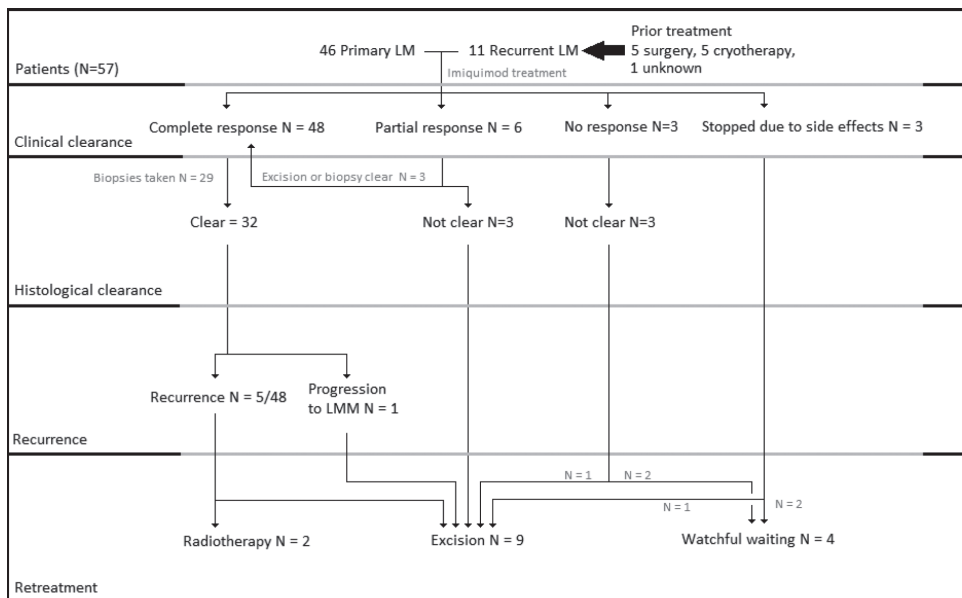 Prior treatment
46 Primary LM
11 Recurrent LM
5 surgery, 5 cryotherapy,
1 unknown
Patients (N=57)
Imiquimod treatment
Complete response N = 48
Partial response N = 6
No response N=3
Stopped due to side effects N = 3
Clinical clearance
Biopsies taken N = 29
Excision or biopsy clear N = 3
Clear = 32
Not clear N=3
Not clear N=3
Histological clearance
Recurrence N = 5/48
Progression
to LMM N = 1
Recurrence
N = 1
N = 2
N = 1
N = 2
Radiotherapy N = 2
Excision N = 9
Watchful waiting N = 4
Retreatment